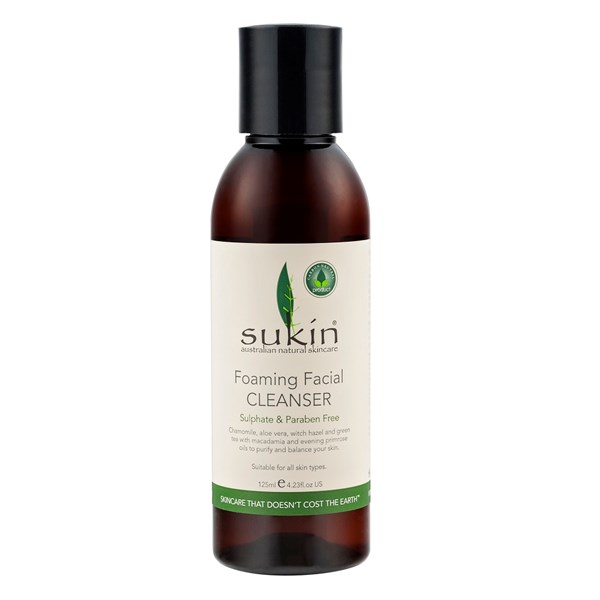 product
sukin®
australian natural skincare
Foaming Facial
CLEANSER
Sulphate & Paraben Free
Chamomile, aloe vera, witch hazel and green
tea with macadamia and evening primrose
oils to purify and balance your skin.
Suitable for all skin types.
125ml e 4.23fl.oz US
SKINCARE THAT DOESN'T COST THE EARTH™